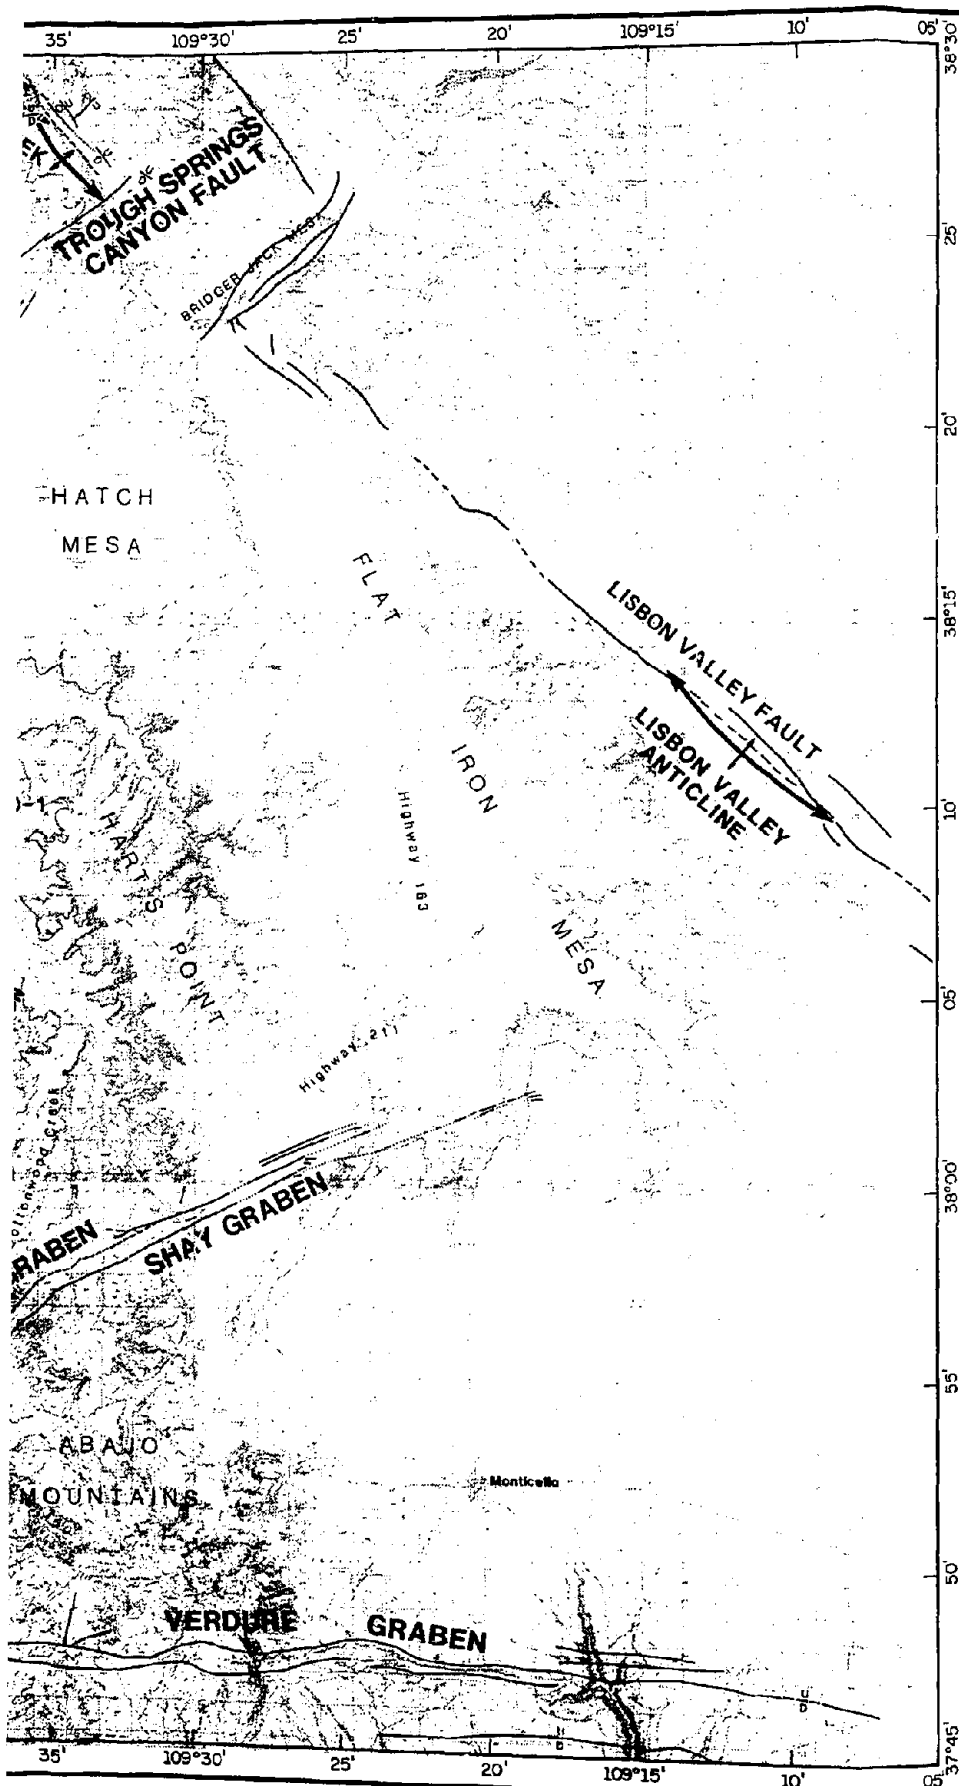 35' 109°30' 25' 20' 109°15' 10' 05'
38°30'
25'
20'
38°15'
10'
05'
38°00'
55'
50'
37°45'
TROUGH SPRINGS
CANYON FAULT
BRIDGER JACK MESA
HATCH
MESA
FLAT
IRON
MESA
LISBON VALLEY FAULT
LISBON VALLEY
ANTICLINE
HARTS
POINT
Highway 163
Highway 211
RABEN
SHAY GRABEN
ABAJO
MOUNTAINS
Monticello
VERDURE GRABEN
35' 109°30' 25' 20' 109°15' 10' 05'